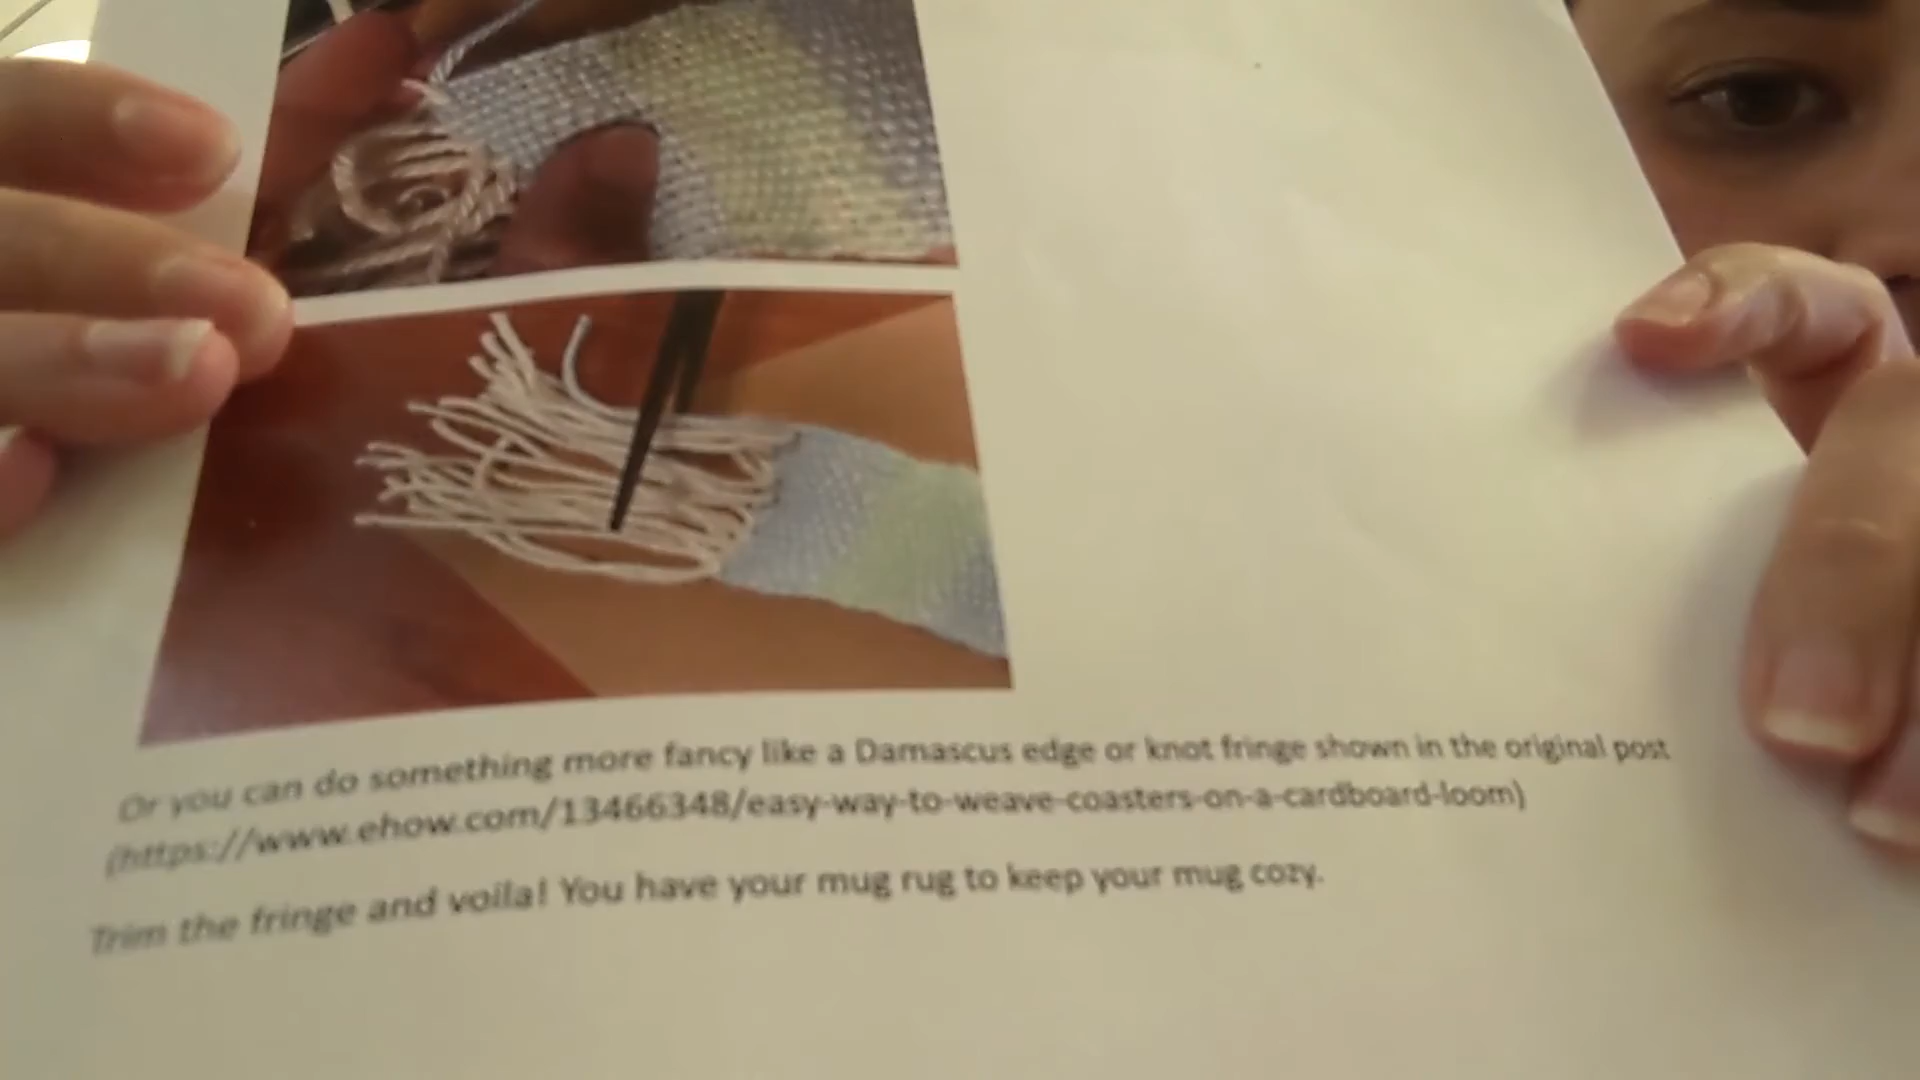 Or you can do something more fancy like a Damascus edge or knot fringe shown in the original post
(https://www.ehow.com/13466348/easy-way-to-weave-coasters-on-a-cardboard-loom)
Trim the fringe and voila! You have your mug rug to keep your mug cozy.